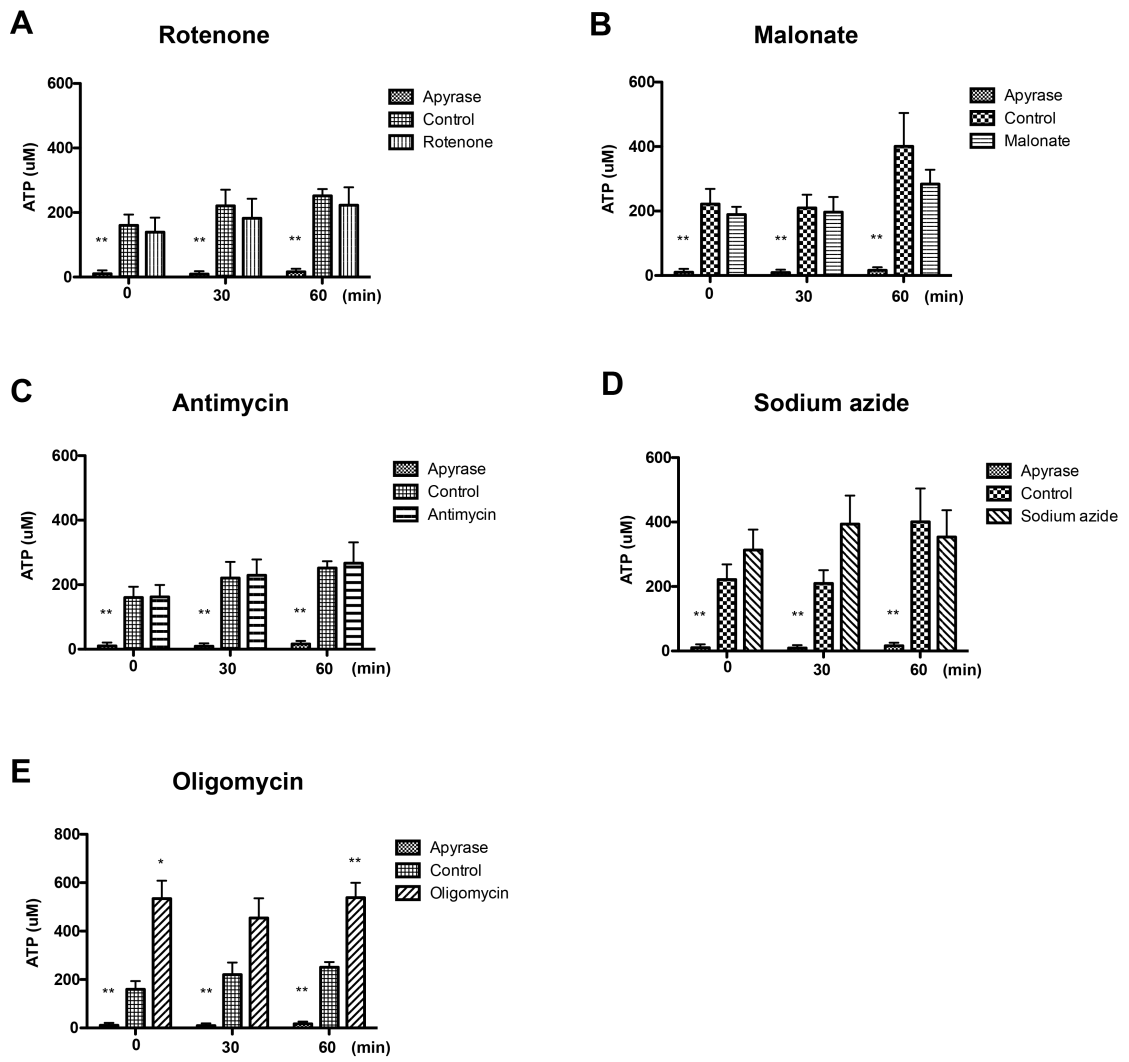 A
Rotenone
600
400
200
0
ATP (uM)
**
**
**
0
30
60
(min)
Apyrase
Control
Rotenone
B
Malonate
600
400
200
0
ATP (uM)
**
**
**
0
30
60
(min)
Apyrase
Control
Malonate
C
Antimycin
600
400
200
0
ATP (uM)
**
**
**
0
30
60
(min)
Apyrase
Control
Antimycin
D
Sodium azide
600
400
200
0
ATP (uM)
**
**
**
0
30
60
(min)
Apyrase
Control
Sodium azide
E
Oligomycin
800
600
400
200
0
ATP (uM)
*
**
**
**
**
0
30
60
(min)
Apyrase
Control
Oligomycin